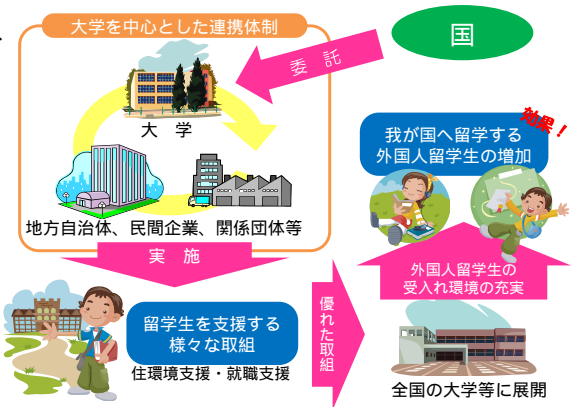 大学を中心とした連携体制
国
委託
大学
地方自治体、民間企業、関係団体等
実施
留学生を支援する
様々な取組
住環境支援・就職支援
優れた取組
効果！
我が国へ留学する
外国人留学生の増加
外国人留学生の
受入れ環境の充実
全国の大学等に展開